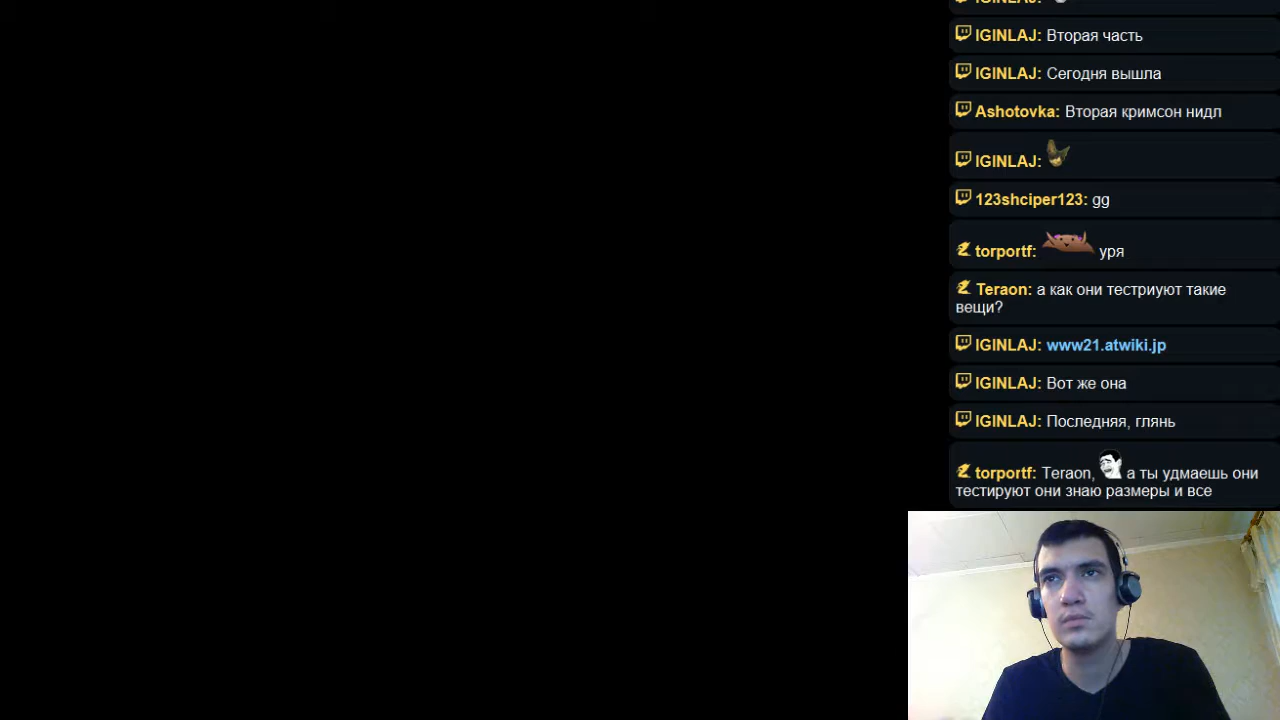 IGINLAJ:
IGINLAJ: Вторая часть
IGINLAJ: Сегодня вышла
Ashotovka: Вторая кримсон нидл
IGINLAJ:
123shciper123: gg
torportf: уря
Teraon: а как они тестриуют такие
вещи?
IGINLAJ: www21.atwiki.jp
IGINLAJ: Вот же она
IGINLAJ: Последняя, глянь
torportf: Teraon, а ты удмаешь они
тестируют они знаю размеры и все